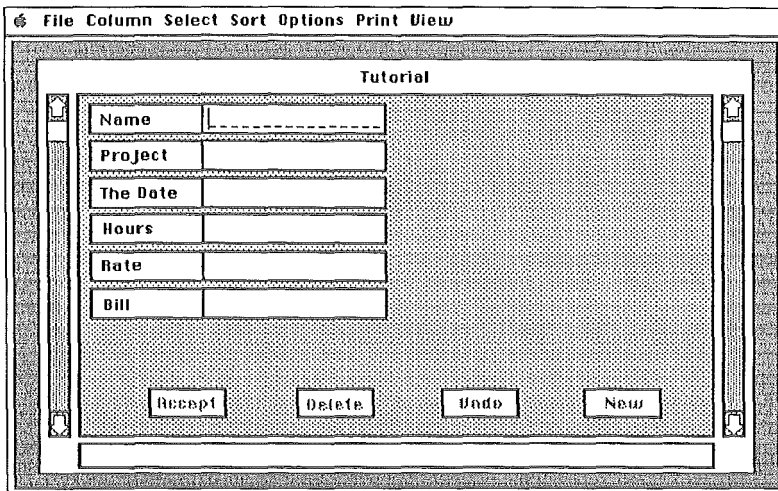 File Column Select Sort Options Print View
Tutorial
Name
Project
The Date
Hours
Rate
Bill
Accept Delete Undo New